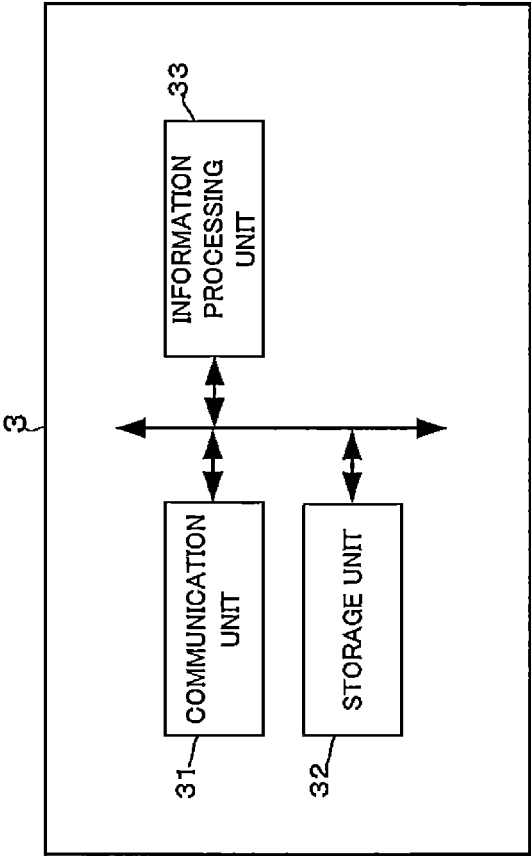 3
31
COMMUNICATION
UNIT
33
INFORMATION
PROCESSING
UNIT
32
STORAGE UNIT